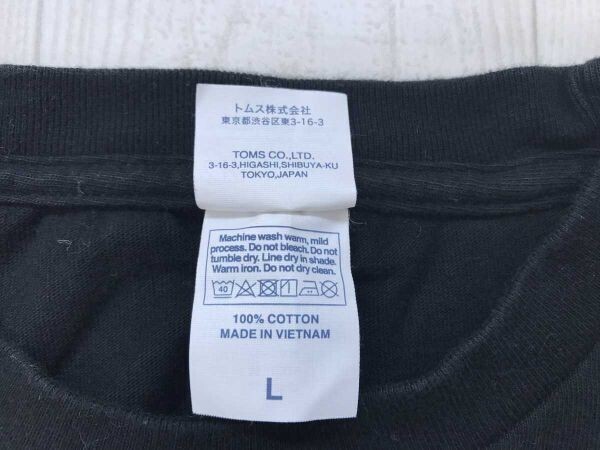 トムス株式会社
東京都渋谷区東3-16-3
TOMS CO.,LTD.
3-16-3,HIGASHI,SHIBUYA-KU
TOKYO,JAPAN
Machine wash warm, mild
process. Do not bleach. Do not
tumble dry. Line dry in shade.
Warm iron. Do not dry clean.
40
100% COTTON
MADE IN VIETNAM
L